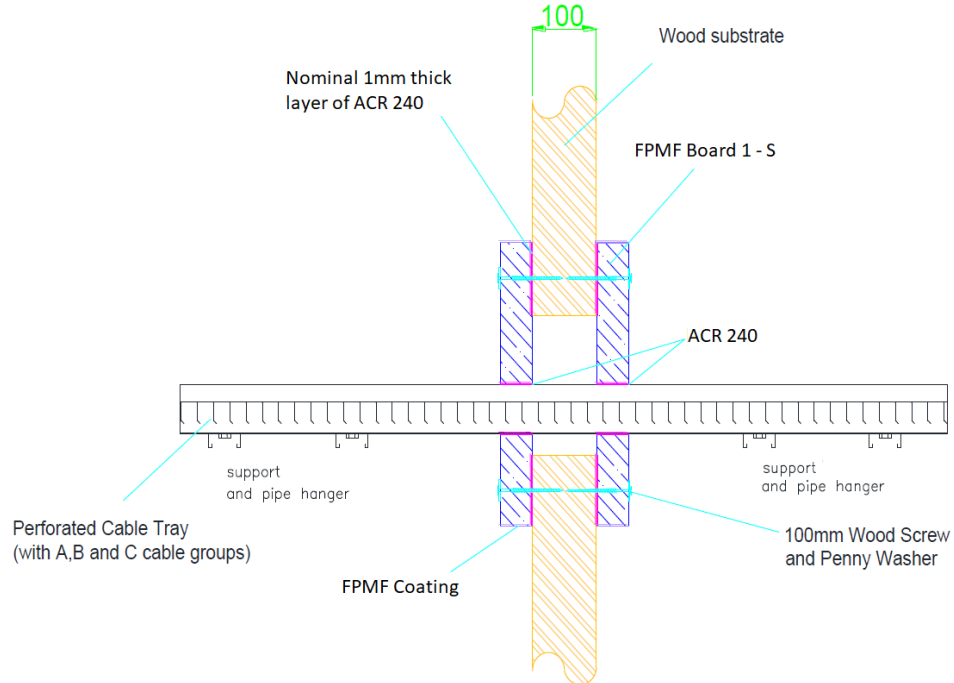 100
Wood substrate
Nominal 1mm thick
layer of ACR 240
FPMF Board 1 - S
ACR 240
support
and pipe hanger
support
and pipe hanger
Perforated Cable Tray
(with A,B and C cable groups)
100mm Wood Screw
and Penny Washer
FPMF Coating